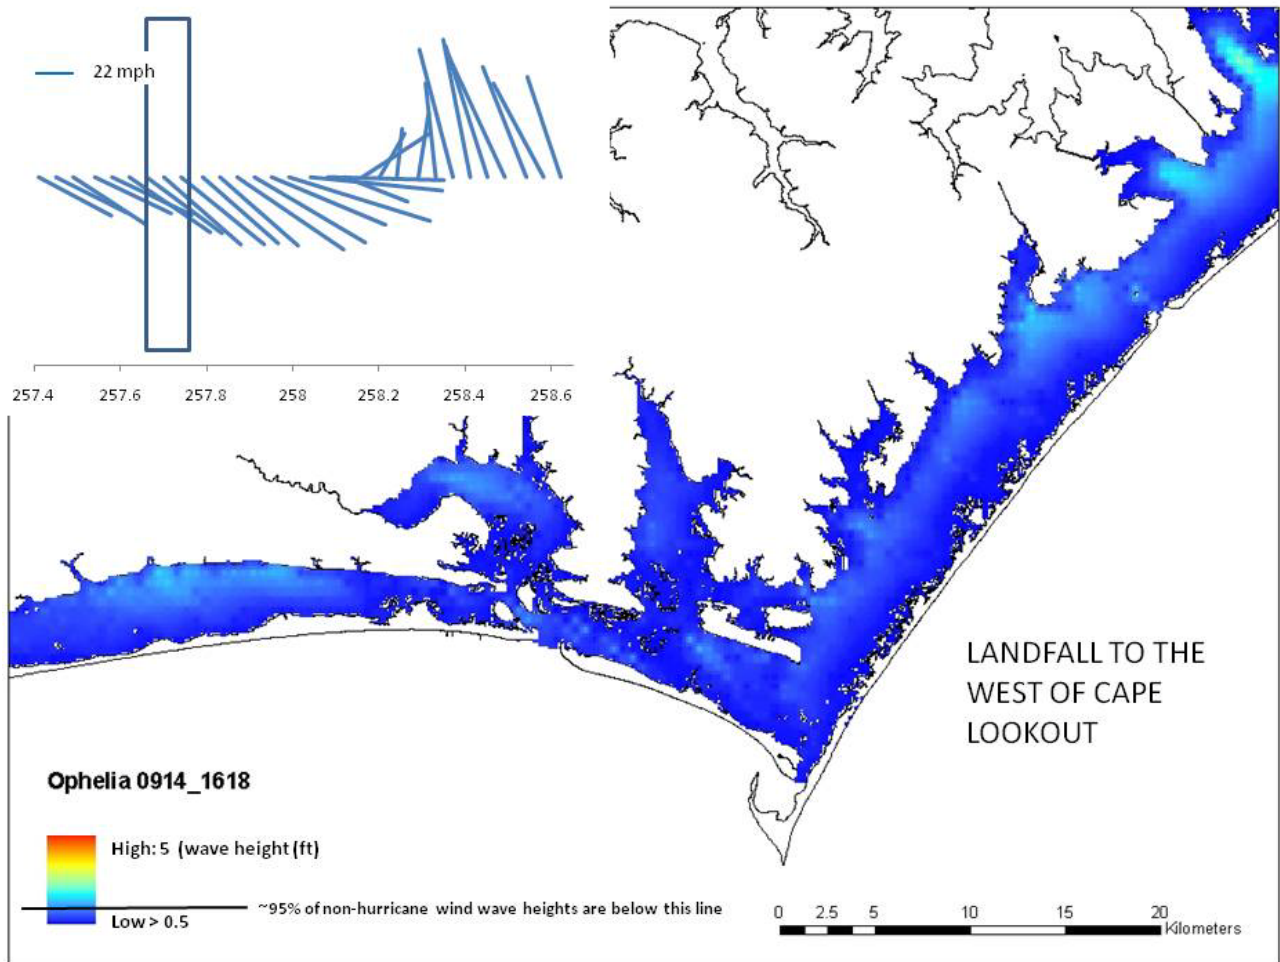 22 mph
257.4 257.6 257.8 258 258.2 258.4 258.6
LANDFALL TO THE
WEST OF CAPE
LOOKOUT
Ophelia 0914_1618
High: 5 (wave height (ft)
~95% of non-hurricane wind wave heights are below this line
Low > 0.5
0 2.5 5 10 15 20
Kilometers